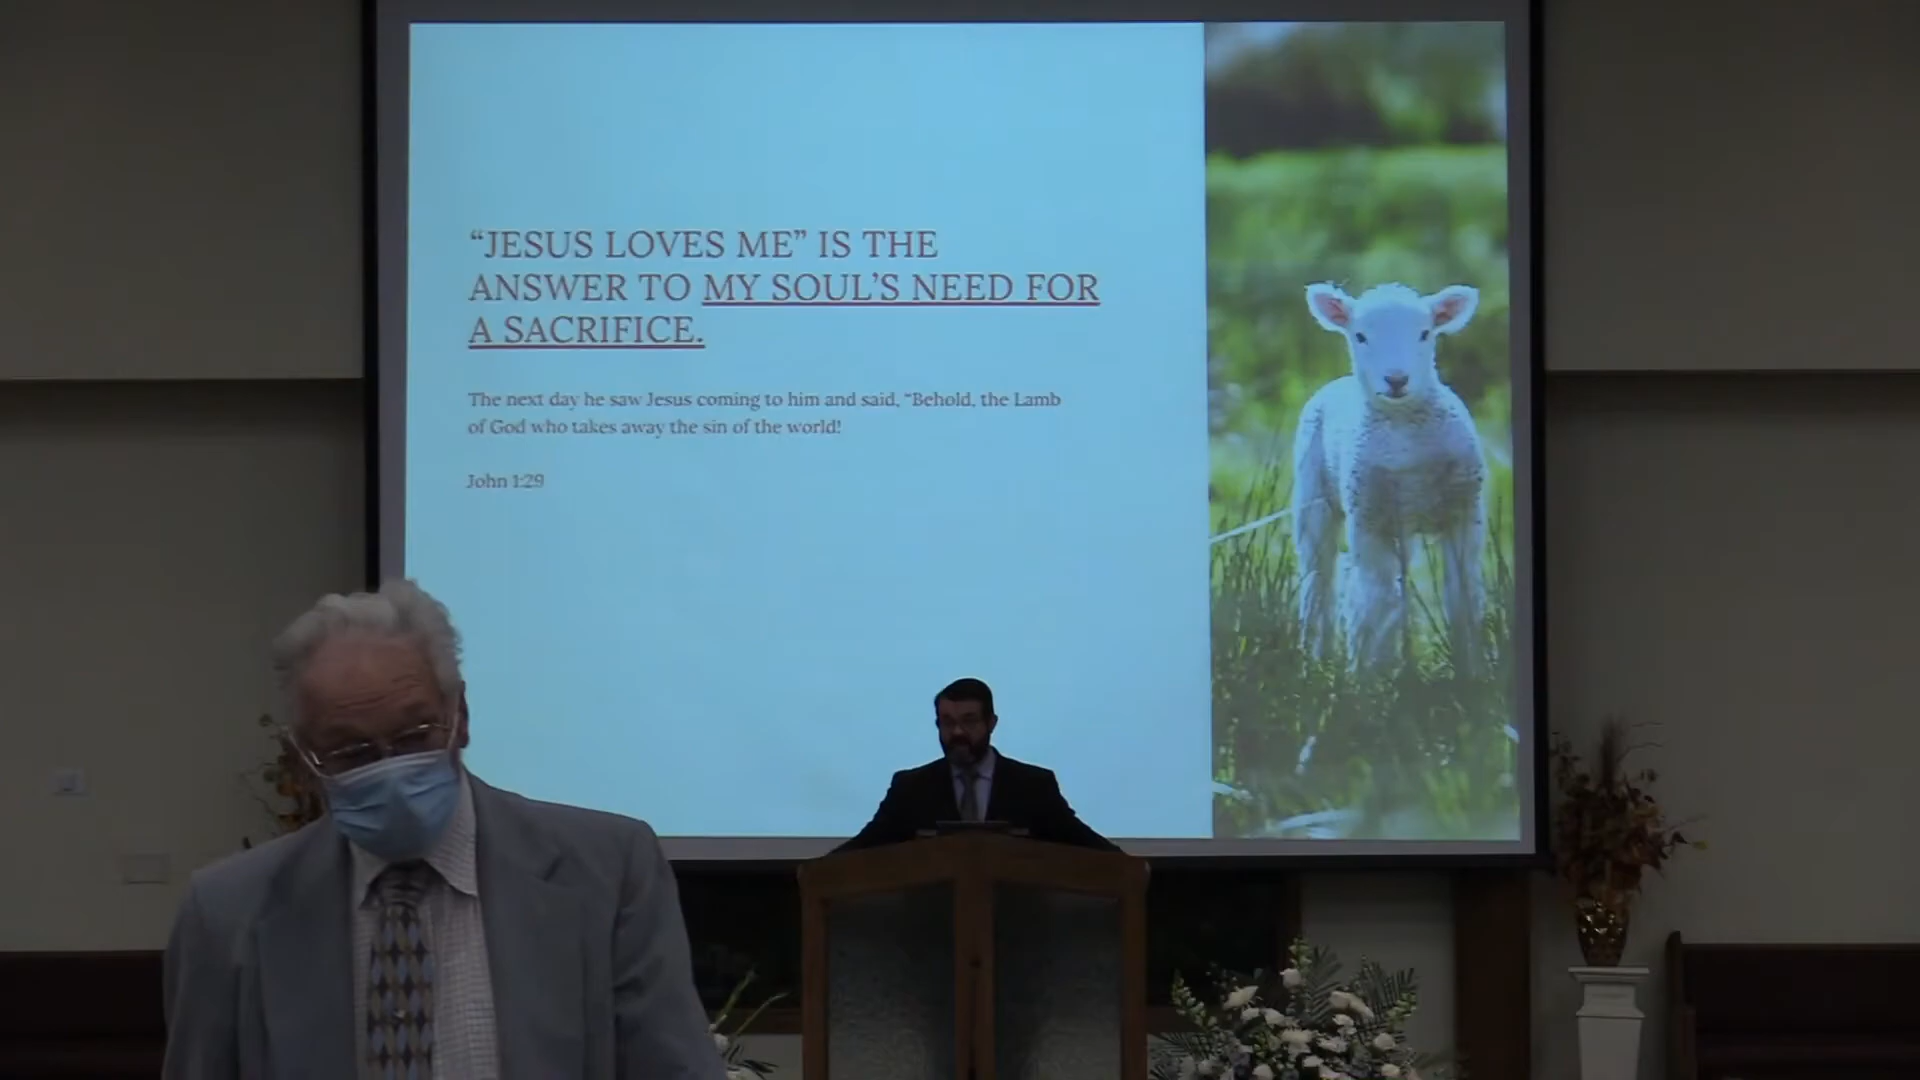 “JESUS LOVES ME” IS THE
ANSWER TO MY SOUL’S NEED FOR
A SACRIFICE.
The next day he saw Jesus coming to him and said, “Behold, the Lamb
of God who takes away the sin of the world!
John 1:29